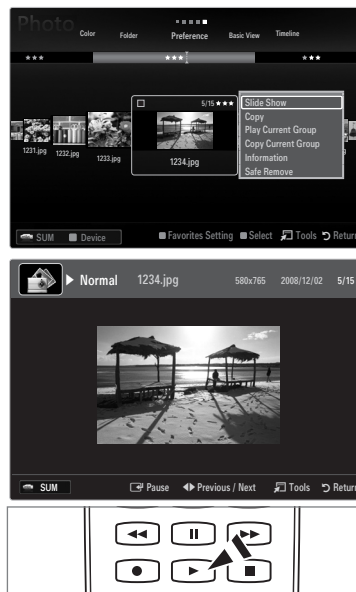 Photo
Color Folder Preference Basic View Timeline
★★★ ★★★ ★★★
5/15 ★★★
Slide Show
Copy
Play Current Group
Copy Current Group
Information
Safe Remove
1231.jpg 1232.jpg 1233.jpg 1234.jpg
SUM Device Favorites Setting Select Tools Return
Normal 1234.jpg 580x765 2008/12/02 5/15
SUM Pause Previous / Next Tools Return